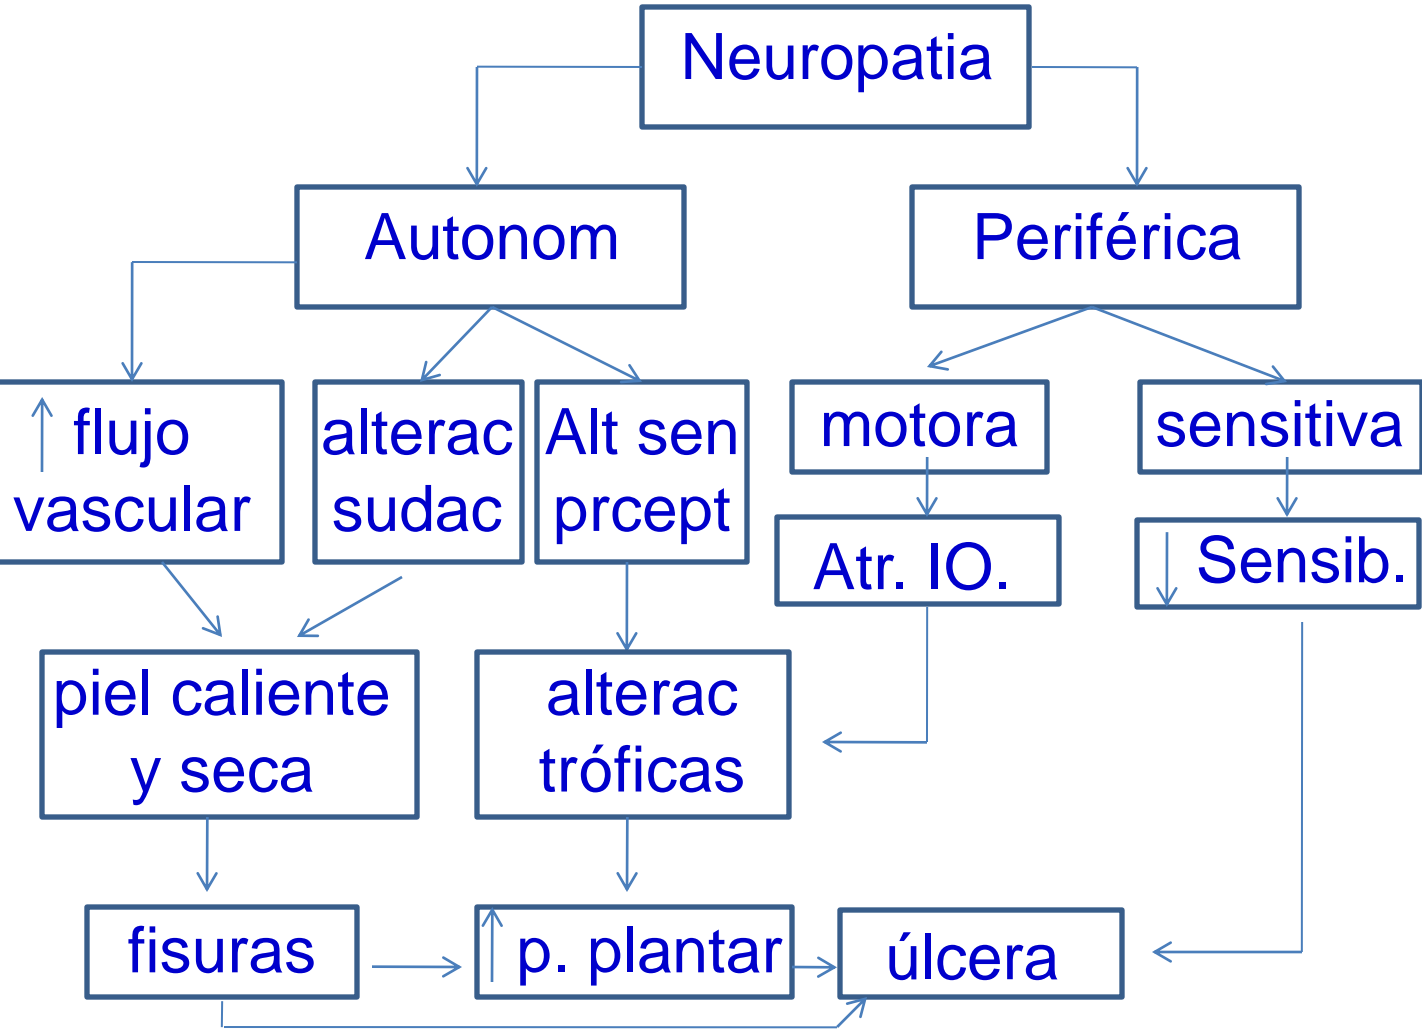 Neuropatia
Autonom
Periférica
flujo
vascular
alterac
sudac
Alt sen
prcept
motora
sensitiva
Atr. IO.
Sensib.
piel caliente
y seca
alterac
tróficas
fisuras
p. plantar
úlcera